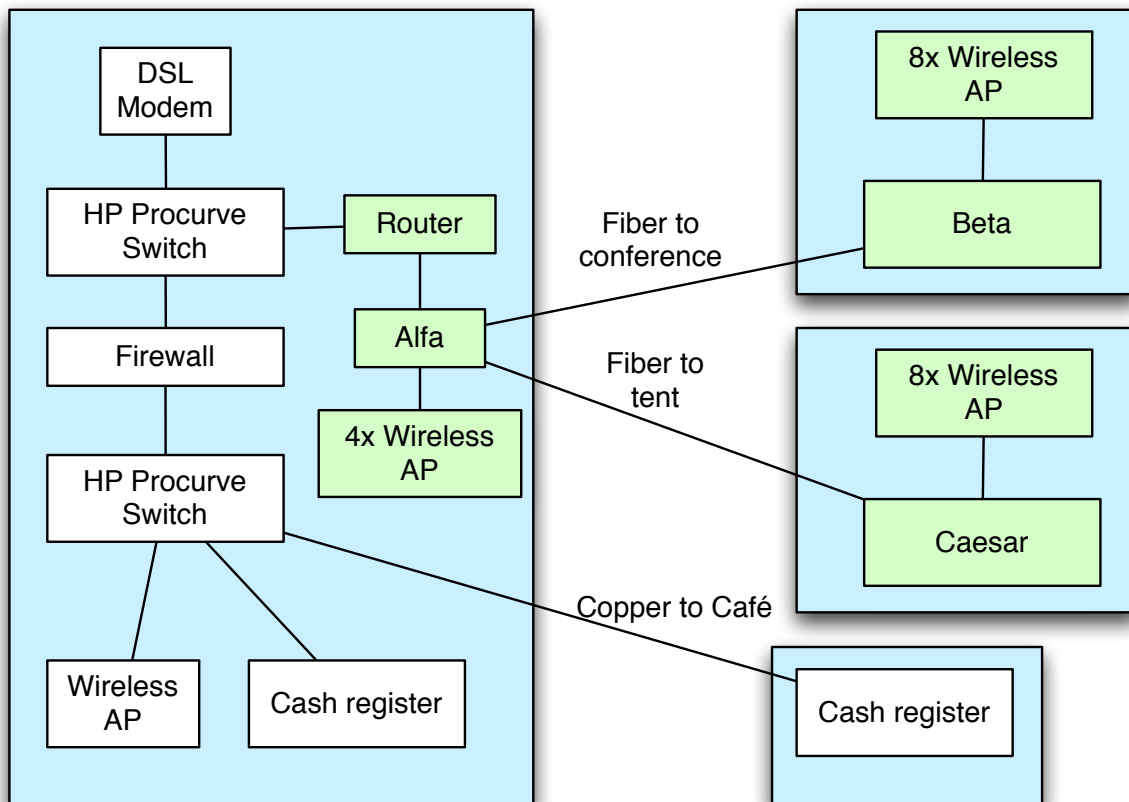 DSL
Modem
HP Procurve
Switch
Router
Firewall
Alfa
4x Wireless
AP
HP Procurve
Switch
Wireless
AP
Cash register
Fiber to
conference
Fiber to
tent
Copper to Café
8x Wireless
AP
Beta
8x Wireless
AP
Caesar
Cash register